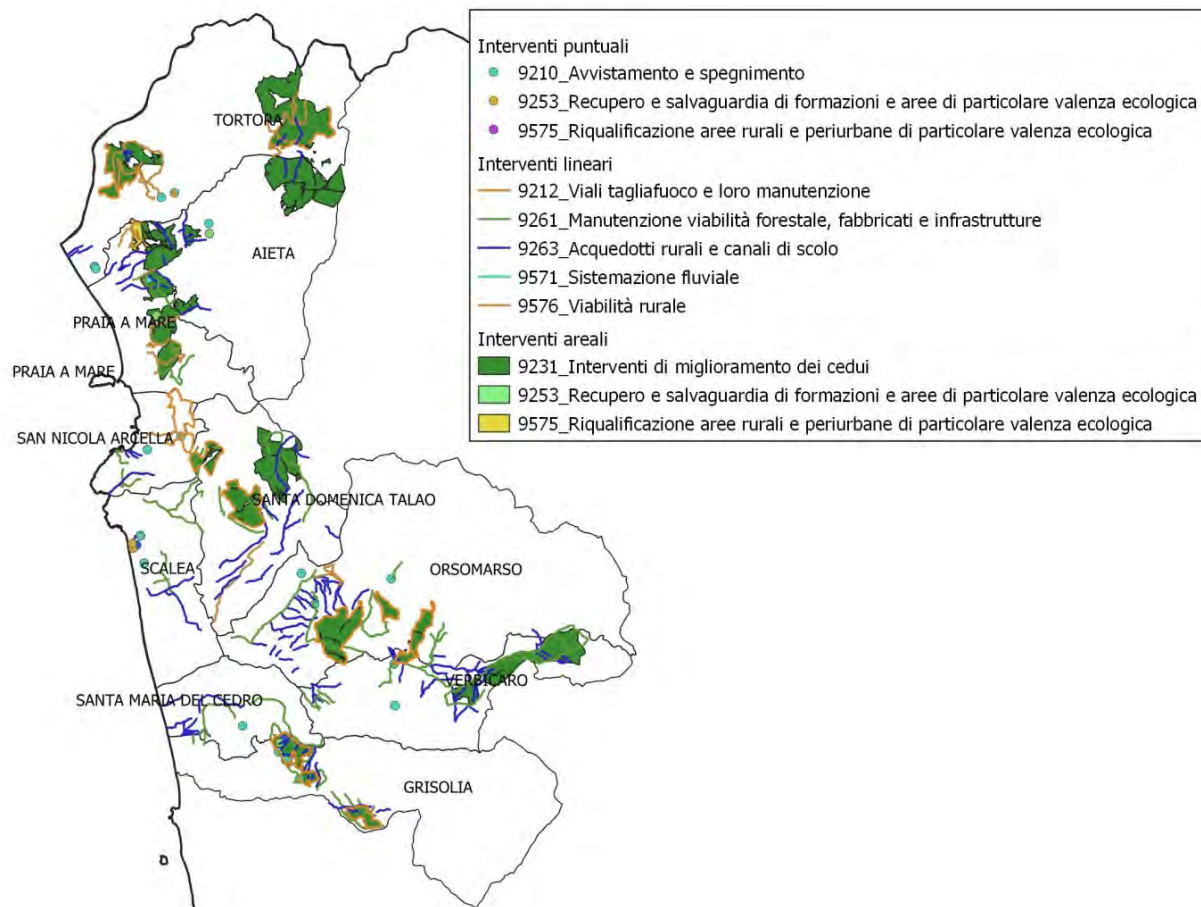 Interventi puntuali
9210_Avvistamento e spegnimento
9253_Recupero e salvaguardia di formazioni e aree di particolare valenza ecologica
9575_Riqualificazione aree rurali e periurbane di particolare valenza ecologica
Interventi lineari
9212_Viali tagliafuoco e loro manutenzione
9261_Manutenzione viabilità forestale, fabbricati e infrastrutture
9263_Acquedotti rurali e canali di scolo
9571_Sistemazione fluviale
9576_Viabilità rurale
Interventi areali
9231_Interventi di miglioramento dei cedui
9253_Recupero e salvaguardia di formazioni e aree di particolare valenza ecologica
9575_Riqualificazione aree rurali e periurbane di particolare valenza ecologica
TORTORA
AIETA
PRAIA A MARE
PRAIA A MARE
SAN NICOLA ARCELLA
SANTA DOMENICA TALAO
SCALEA
ORSOMARSO
VERBICARO
SANTA MARIA DEL CEDRO
GRISOLIA